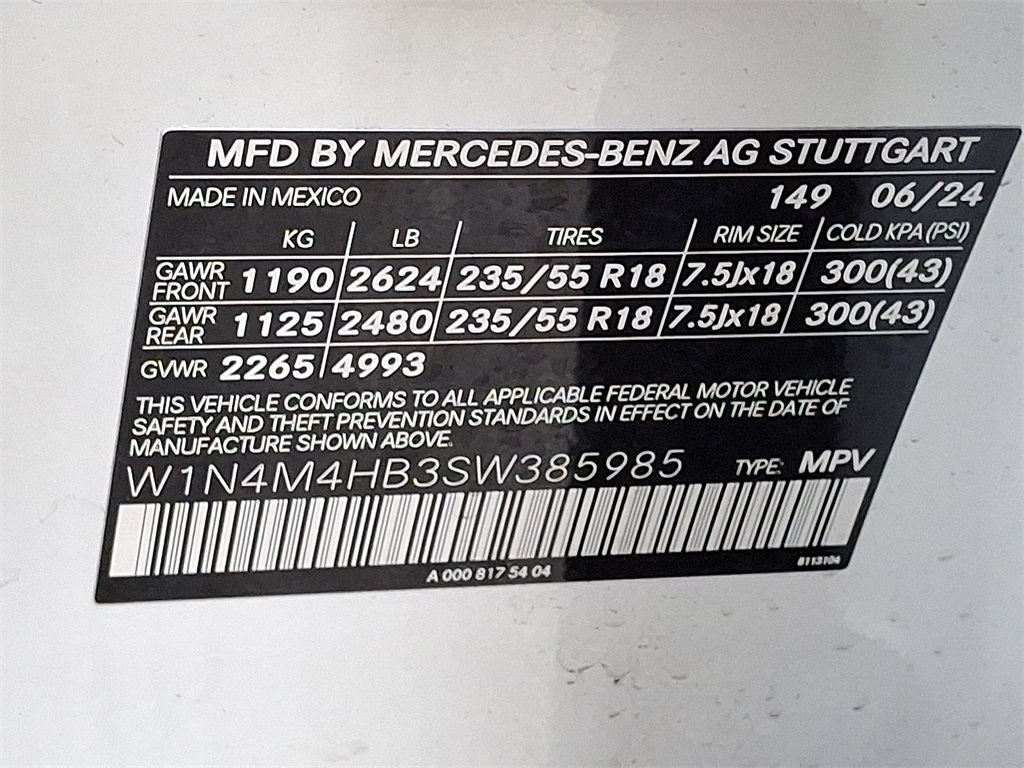 MFD BY MERCEDES-BENZ AG STUTTGART
MADE IN MEXICO 149 06/24
KG LB TIRES RIM SIZE COLD KPA (PSI)
GAWR FRONT 1190 2624 235/55 R18 7.5Jx18 300(43)
GAWR REAR 1125 2480 235/55 R18 7.5Jx18 300(43)
GVWR 2265 4993
THIS VEHICLE CONFORMS TO ALL APPLICABLE FEDERAL MOTOR VEHICLE
SAFETY AND THEFT PREVENTION STANDARDS IN EFFECT ON THE DATE OF
MANUFACTURE SHOWN ABOVE.
W1N4M4HB3SW385985 TYPE: MPV
A 000 817 54 04 8113104